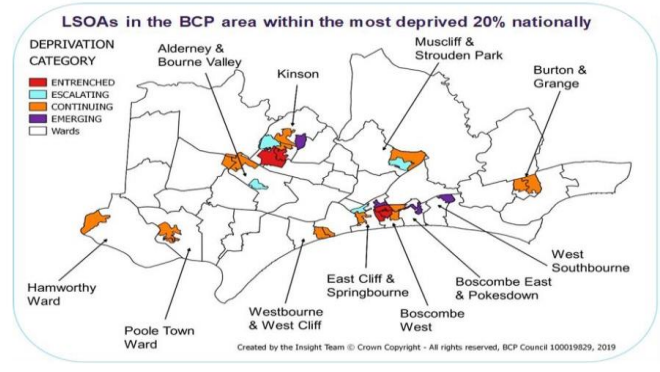 LSOAs in the BCP area within the most deprived 20% nationally
DEPRIVATION
CATEGORY
ENTRENCHED
ESCALATING
CONTINUING
EMERGING
Wards
Alderney &
Bourne Valley
Kinson
Muscliff &
Strouden Park
Burton &
Grange
Hamworthy
Ward
Poole Town
Ward
Westbourne
& West Cliff
East Cliff &
Springbourne
Boscombe
West
Boscombe East
& Pokesdown
West
Southbourne
Created by the Insight Team © Crown Copyright - All rights reserved, BCP Council 100019829, 2019